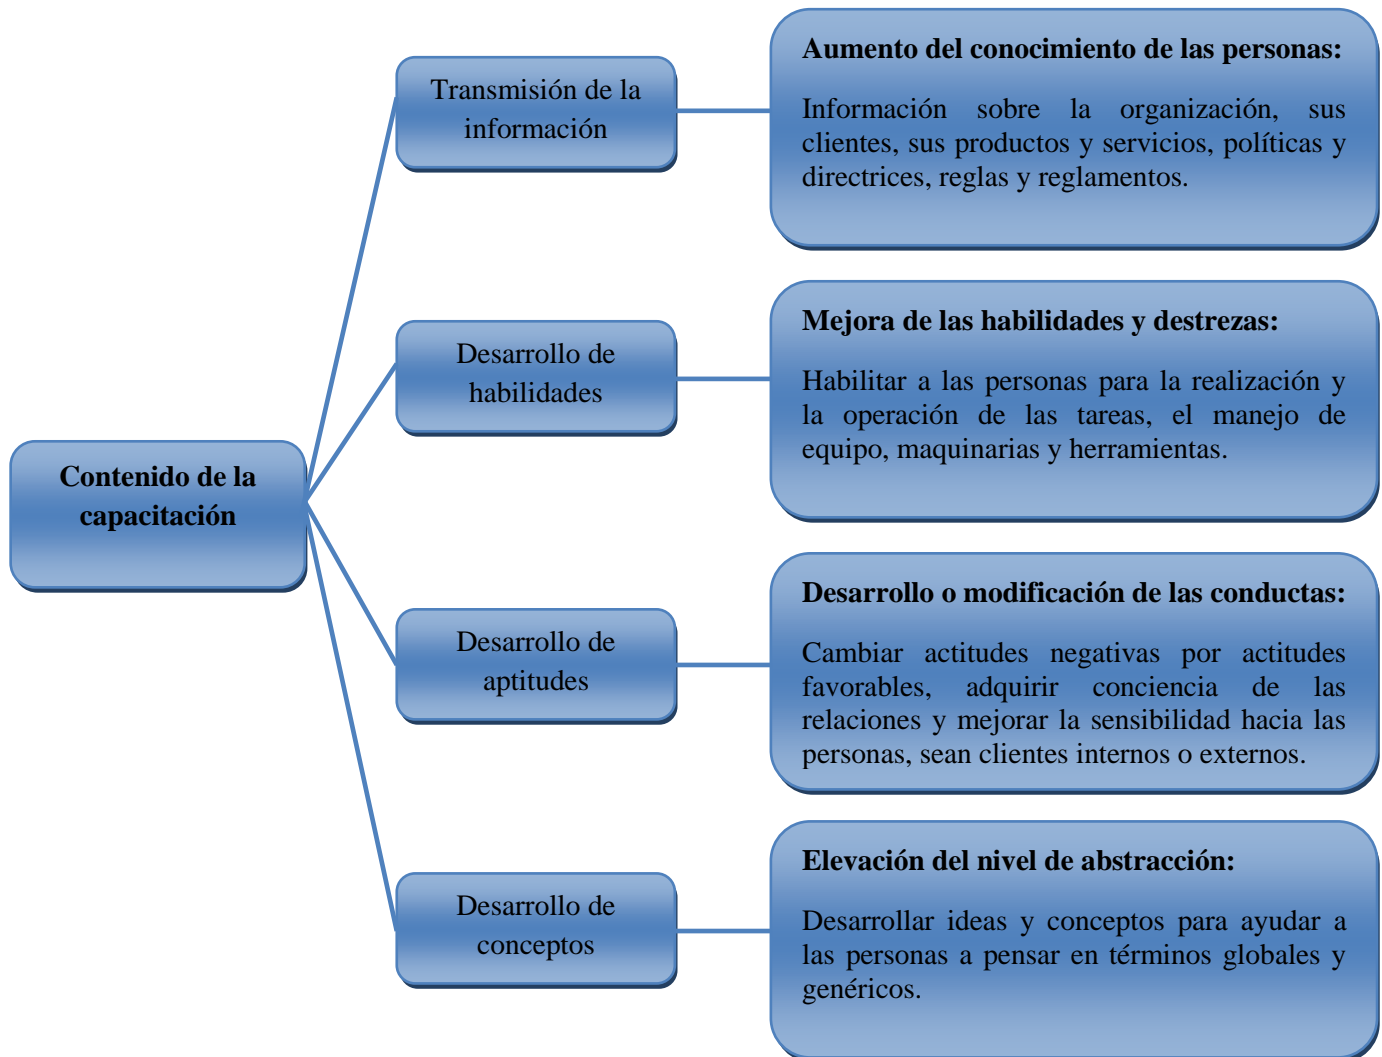 Contenido de la
capacitación
Transmisión de la
información
Aumento del conocimiento de las personas:
Información sobre la organización, sus
clientes, sus productos y servicios, políticas y
directrices, reglas y reglamentos.
Desarrollo de
habilidades
Mejora de las habilidades y destrezas:
Habilitar a las personas para la realización y
la operación de las tareas, el manejo de
equipo, maquinarias y herramientas.
Desarrollo de
aptitudes
Desarrollo o modificación de las conductas:
Cambiar actitudes negativas por actitudes
favorables, adquirir conciencia de las
relaciones y mejorar la sensibilidad hacia las
personas, sean clientes internos o externos.
Desarrollo de
conceptos
Elevación del nivel de abstracción:
Desarrollar ideas y conceptos para ayudar a
las personas a pensar en términos globales y
genéricos.